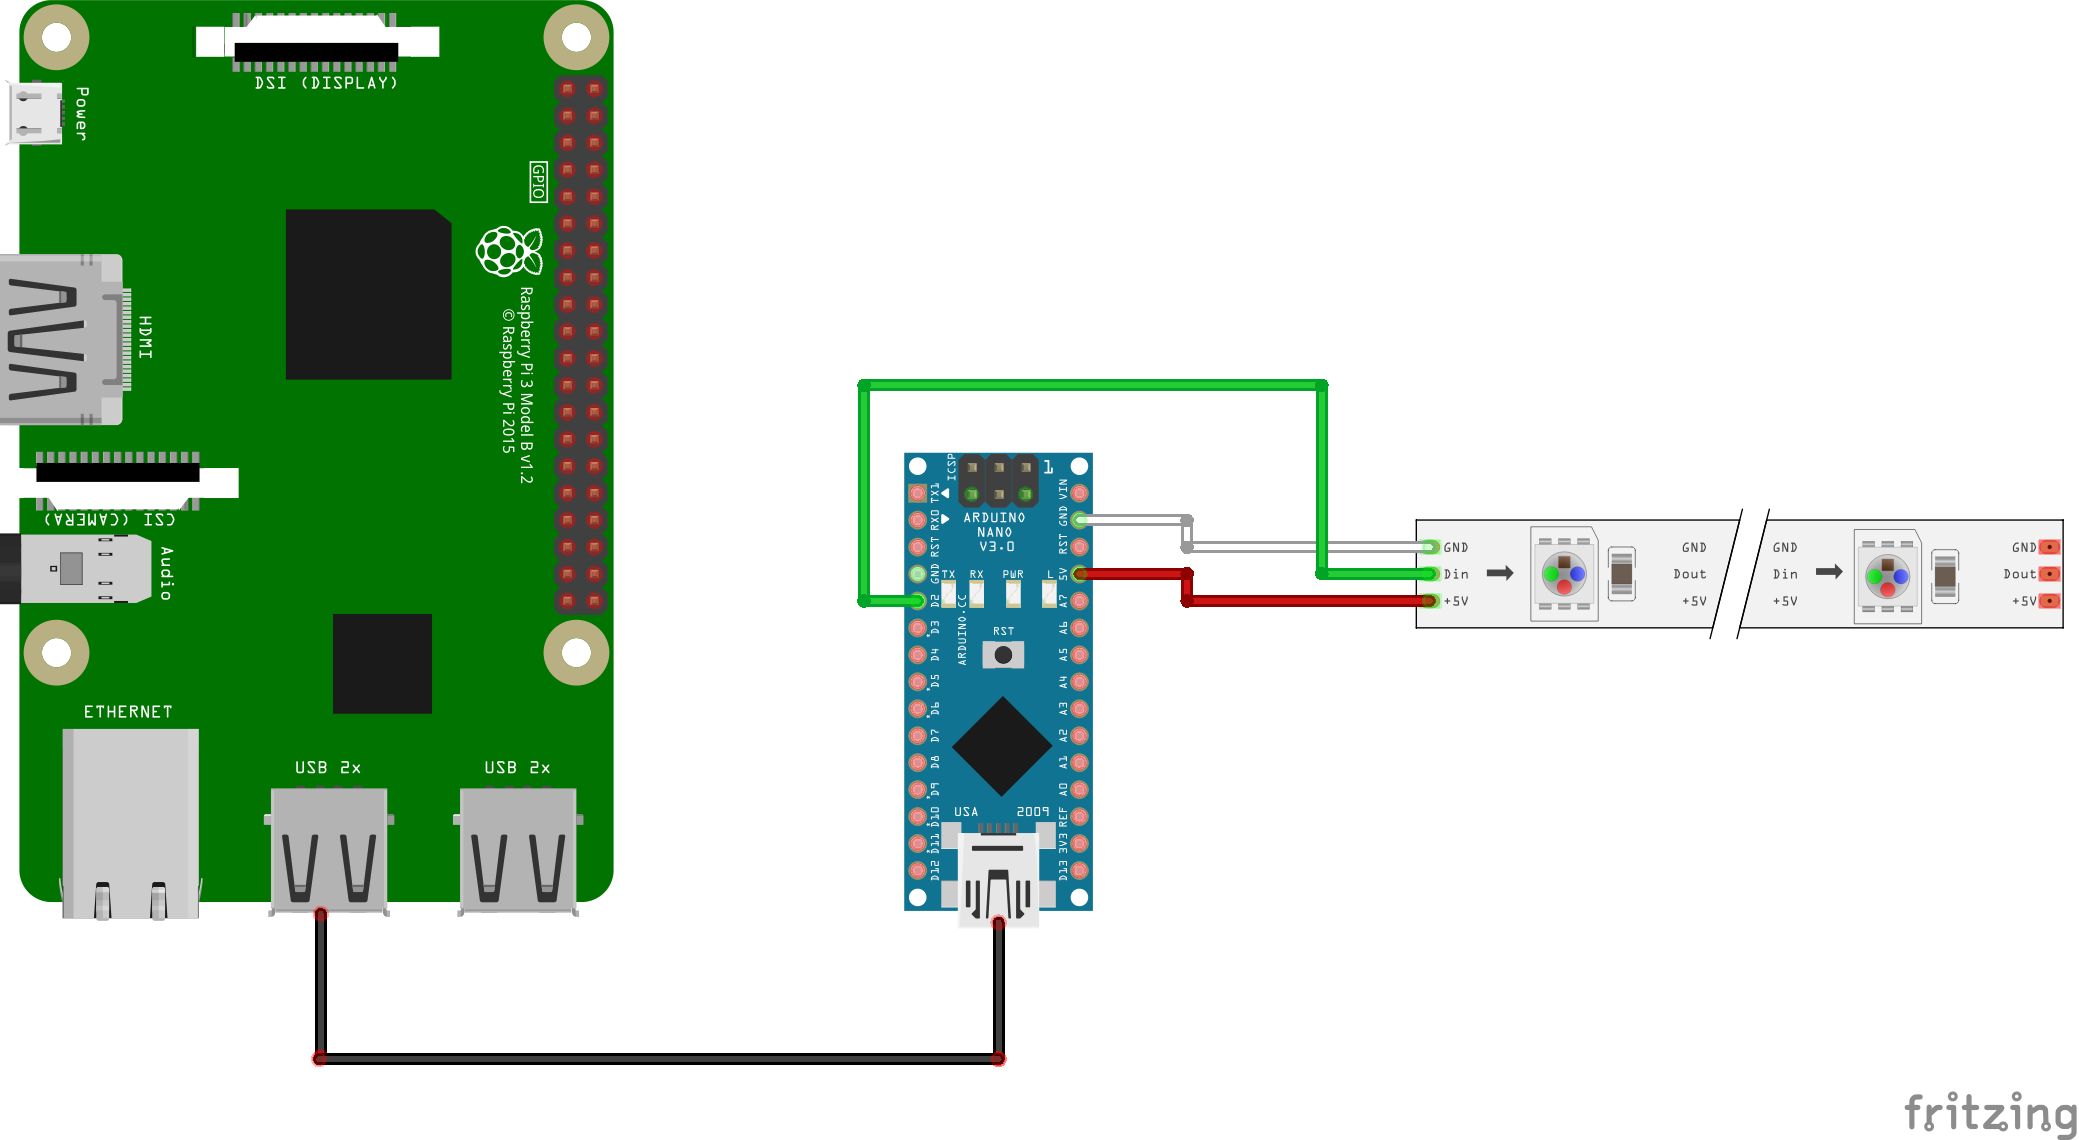 DSI (DISPLAY)
Power
GPIO
HDMI
Raspberry Pi 3 Model B v1.2
© Raspberry Pi 2015
CSI (CAMERA)
Audio
ETHERNET
USB 2x
USB 2x
ICSP
1
TX1
RX0
RST
GND
D2
D3
D4
D5
D6
D7
D8
D9
D10
D11
D12
ARDUINO
NANO
V3.0
TX
RX
PWR
L
ARDUINO.CC
RST
USA
2009
VIN
GND
RST
5V
A7
A6
A5
A4
A3
A2
A1
A0
REF
3V3
D13
GND
Din
+5V
GND
Dout
+5V
GND
Din
+5V
GND
Dout
+5V
fritzing